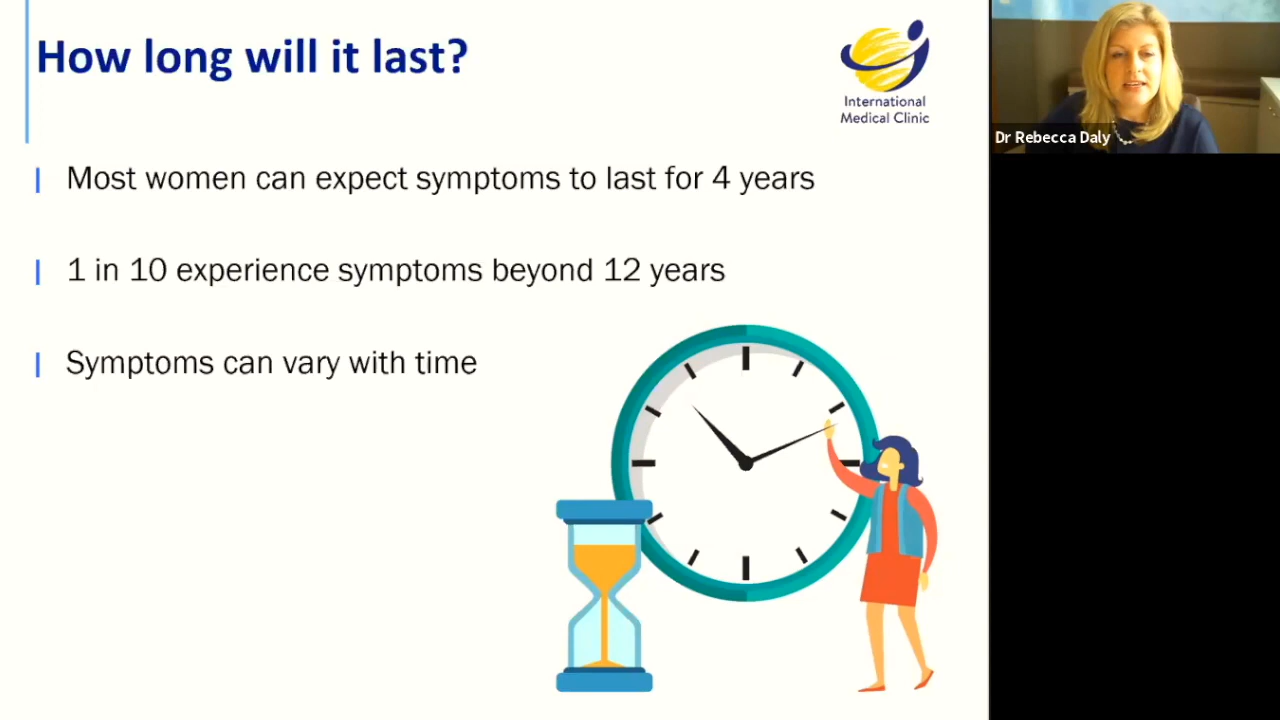 How long will it last?
International
Medical Clinic
Most women can expect symptoms to last for 4 years
1 in 10 experience symptoms beyond 12 years
Symptoms can vary with time
Dr Rebecca Daly